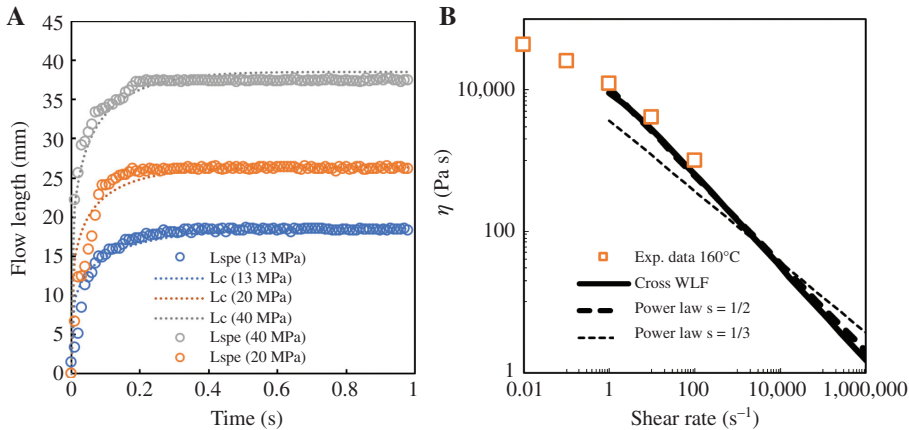 A
Flow length (mm)
45
40
35
30
25
20
15
10
5
0
Lspe (13 MPa)
Lc (13 MPa)
Lc (20 MPa)
Lc (40 MPa)
Lspe (40 MPa)
Lspe (20 MPa)
0 0.2 0.4 0.6 0.8 1
Time (s)
B
η (Pa s)
10,000
100
1
Exp. data 160°C
Cross WLF
Power law s = 1/2
Power law s = 1/3
0.01 1 100 10,000 1,000,000
Shear rate (s⁻¹)